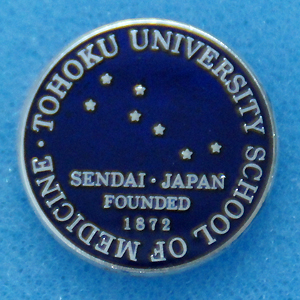 · TOHOKU UNIVERSITY SCHOOL OF MEDICINE
SENDAI · JAPAN
FOUNDED
1872